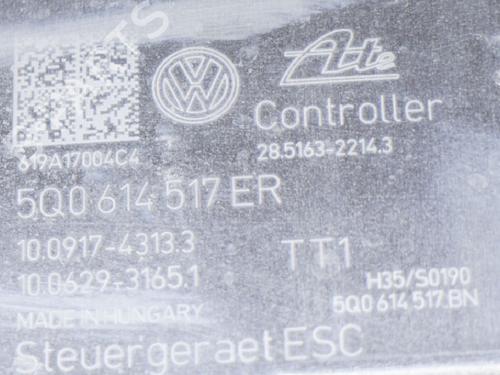 VW
Ate
Controller
28.5163-2214.3
619A17004C4
5Q0 614 517 ER
10.0917-4313.3
TT1
10.0629-3165.1
H35/S0190
5Q0 614 517 BN
MADE IN HUNGARY
Steuergeraet ESC